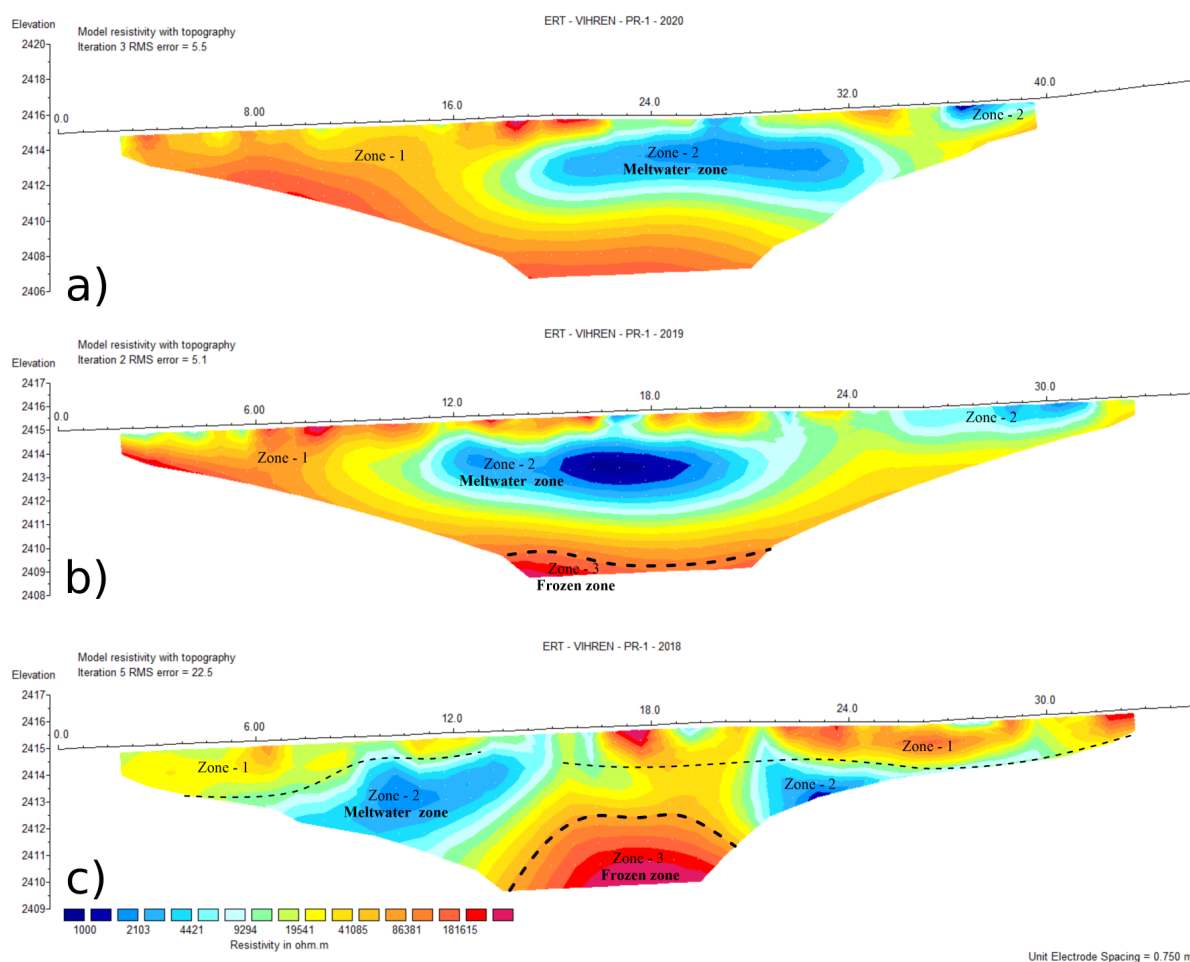 ERT - VIHREN - PR-1 - 2020
Elevation
Model resistivity with topography
Iteration 3 RMS error = 5.5
2420
2418
2416
2414
2412
2410
2408
2406
0.0 8.00 16.0 24.0 32.0 40.0
Zone - 1
Zone - 2
Meltwater zone
Zone - 2
a)
ERT - VIHREN - PR-1 - 2019
Elevation
Model resistivity with topography
Iteration 2 RMS error = 5.1
2417
2416
2415
2414
2413
2412
2411
2410
2409
2408
0.0 6.00 12.0 18.0 24.0 30.0
Zone - 1
Zone - 2
Meltwater zone
Zone - 2
Zone - 3
Frozen zone
b)
ERT - VIHREN - PR-1 - 2018
Elevation
Model resistivity with topography
Iteration 5 RMS error = 22.5
2417
2416
2415
2414
2413
2412
2411
2410
2409
0.0 6.00 12.0 18.0 24.0 30.0
Zone - 1
Zone - 2
Meltwater zone
Zone - 1
Zone - 2
Zone - 3
Frozen zone
c)
1000 2103 4421 9294 19541 41085 86381 181615
Resistivity in ohm.m
Unit Electrode Spacing = 0.750 m